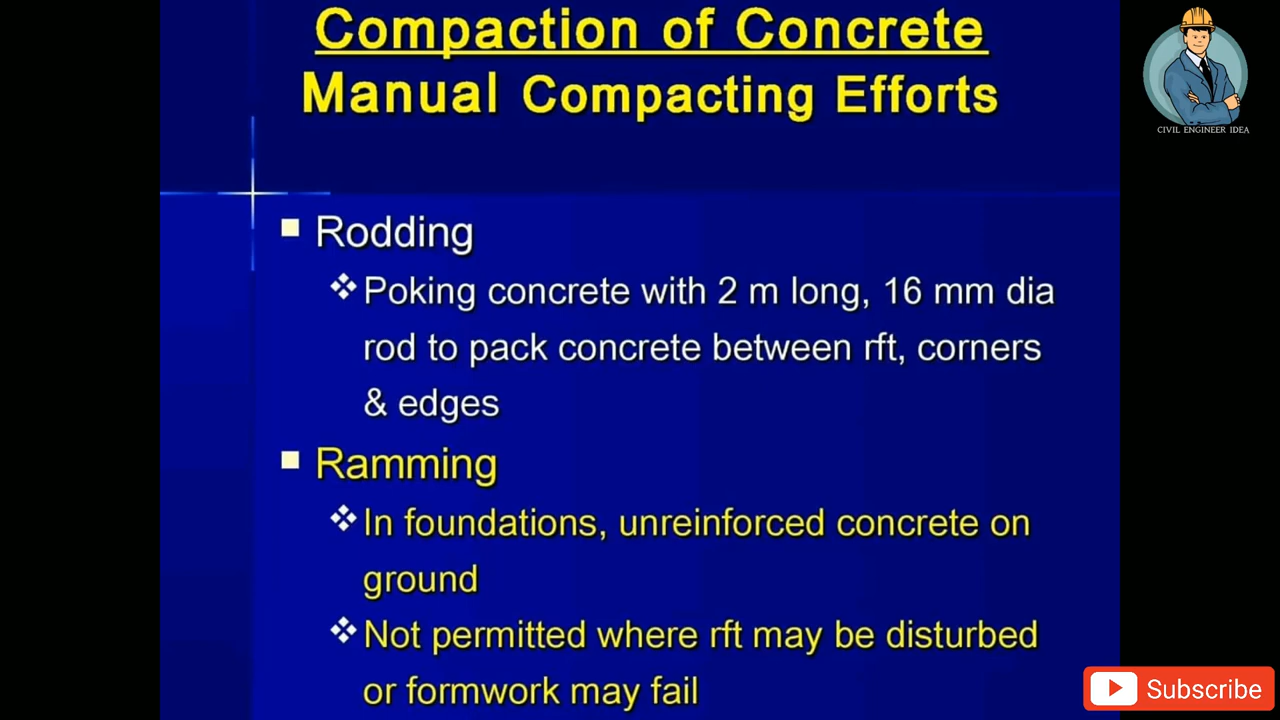 Compaction of Concrete
Manual Compacting Efforts
CIVIL ENGINEER IDEA
Rodding
Poking concrete with 2 m long, 16 mm dia
rod to pack concrete between rft, corners
& edges
Ramming
In foundations, unreinforced concrete on
ground
Not permitted where rft may be disturbed
or formwork may fail
Subscribe